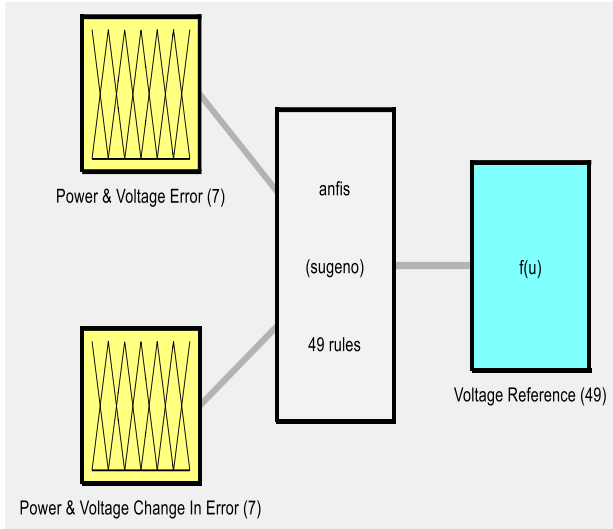 Power & Voltage Error (7)
anfis
(sugeno)
49 rules
f(u)
Voltage Reference (49)
Power & Voltage Change In Error (7)